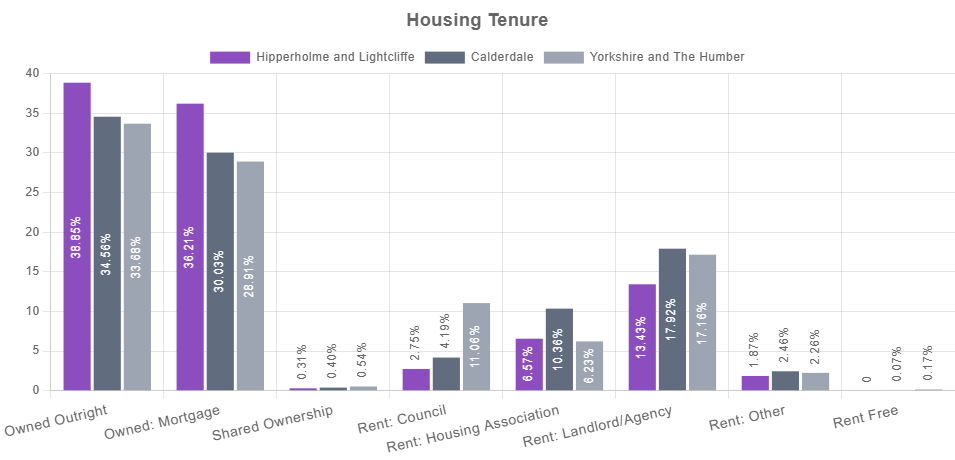 Housing Tenure
Hipperholme and Lightcliffe Calderdale Yorkshire and The Humber
40
35
30
25
20
15
10
5
0
38.85% 34.56% 33.68%
36.21% 30.03% 28.91%
0.31% 0.40% 0.54%
2.75% 4.19% 11.06%
6.57% 10.36% 6.23%
13.43% 17.92% 17.16%
1.87% 2.46% 2.26%
0 0.07% 0.17%
Owned Outright
Owned: Mortgage
Shared Ownership
Rent: Council
Rent: Housing Association
Rent: Landlord/Agency
Rent: Other
Rent Free